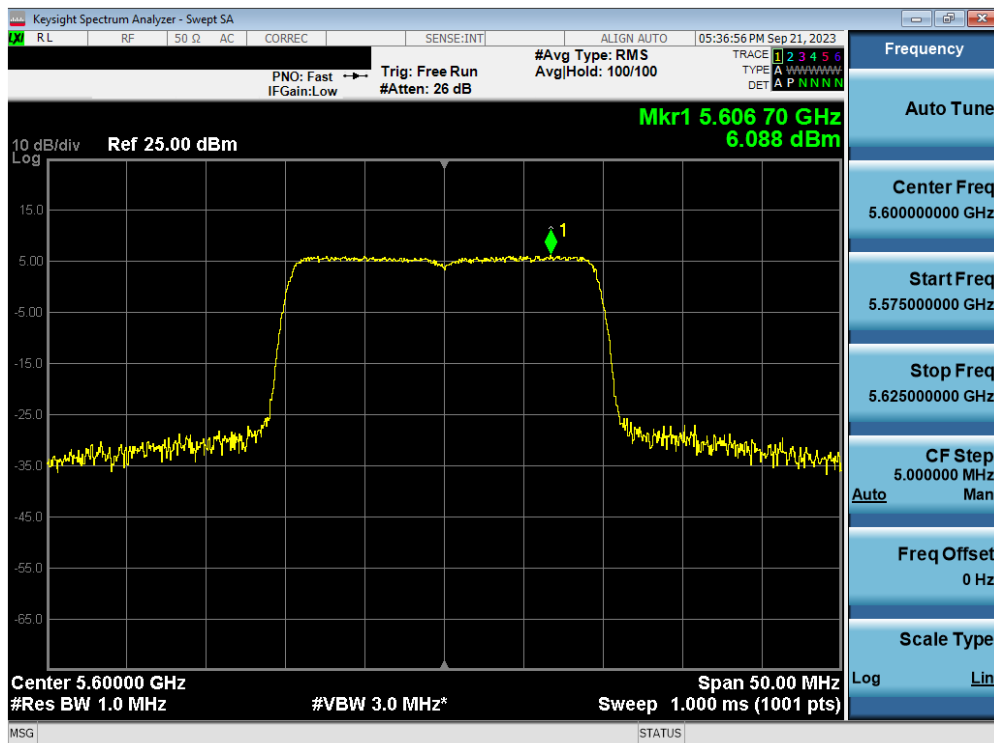 Keysight Spectrum Analyzer - Swept SA
LXI RL RF 50 Ω AC CORREC SENSE:INT ALIGN AUTO 05:36:56 PM Sep 21, 2023
PNO: Fast
IFGain:Low
Trig: Free Run
#Atten: 26 dB
#Avg Type: RMS
Avg|Hold: 100/100
TRACE 1 2 3 4 5 6
TYPE A WWWWW
DET A P N N N N
Mkr1 5.606 70 GHz
6.088 dBm
10 dB/div Ref 25.00 dBm
Log
15.0
5.00
-5.00
-15.0
-25.0
-35.0
-45.0
-55.0
-65.0
1
Center 5.60000 GHz Span 50.00 MHz
#Res BW 1.0 MHz #VBW 3.0 MHz* Sweep 1.000 ms (1001 pts)
MSG STATUS
Frequency
Auto Tune
Center Freq
5.600000000 GHz
Start Freq
5.575000000 GHz
Stop Freq
5.625000000 GHz
CF Step
5.000000 MHz
Auto Man
Freq Offset
0 Hz
Scale Type
Log Lin